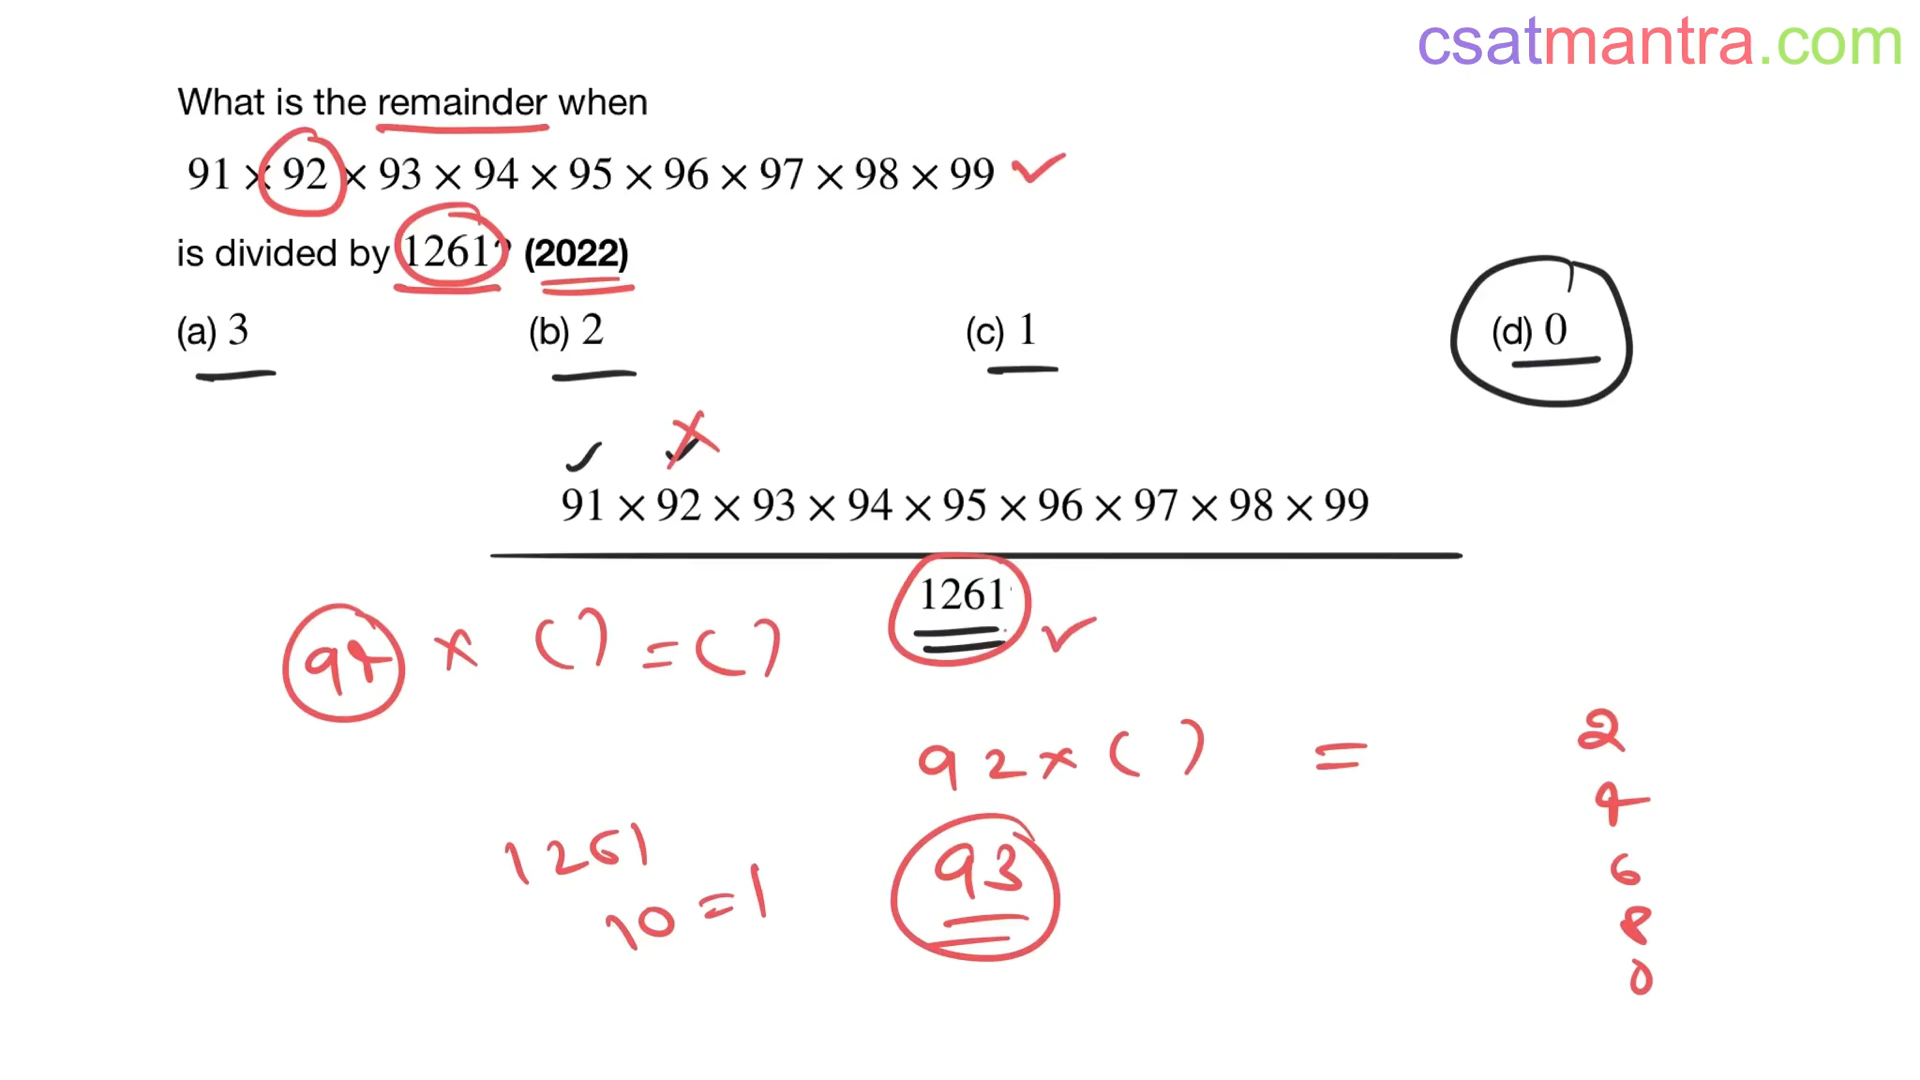 csatmantra.com
What is the remainder when
91 × 92 × 93 × 94 × 95 × 96 × 97 × 98 × 99
is divided by 1261? (2022)
(a) 3 (b) 2 (c) 1 (d) 0
91 × 92 × 93 × 94 × 95 × 96 × 97 × 98 × 99
1261
× ( ) = ( )
92 × ( ) = 2
4
6
8
0
1261
10 = 1
93